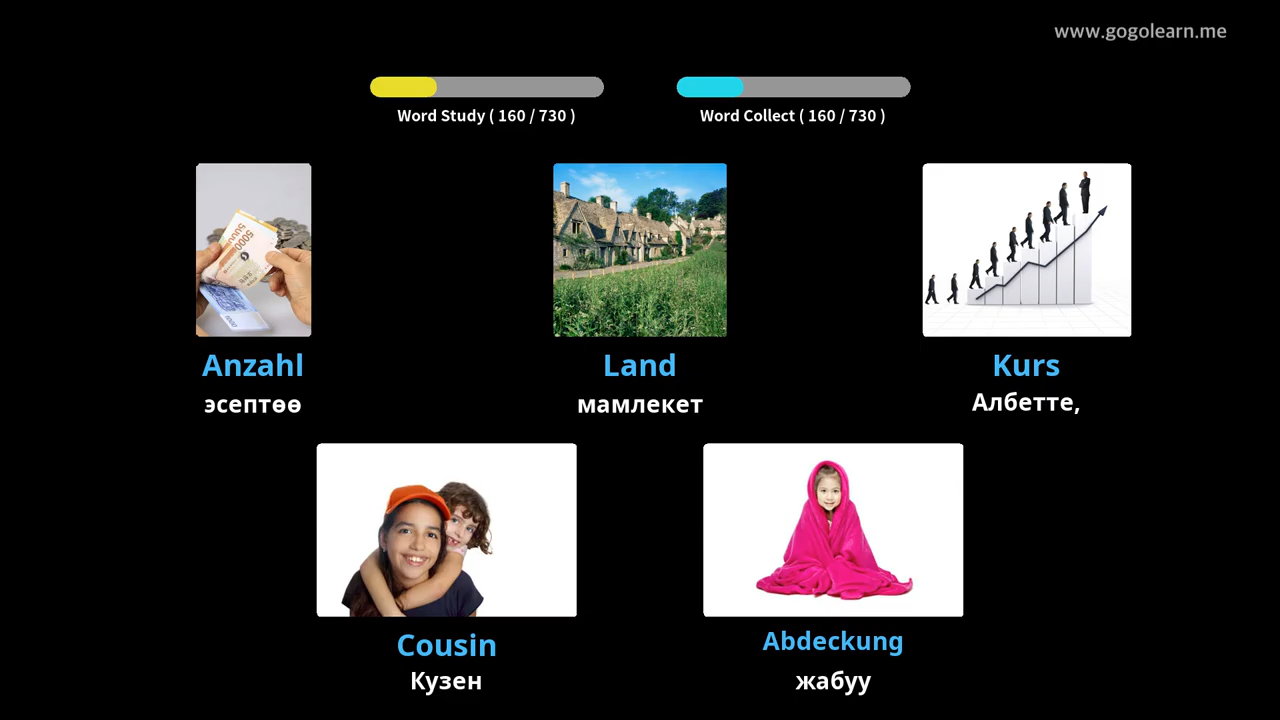 www.gogolearn.me
Word Study ( 160 / 730 )
Word Collect ( 160 / 730 )
Anzahl
эсептөө
Land
мамлекет
Kurs
Албетте,
Cousin
Кузен
Abdeckung
жабуу